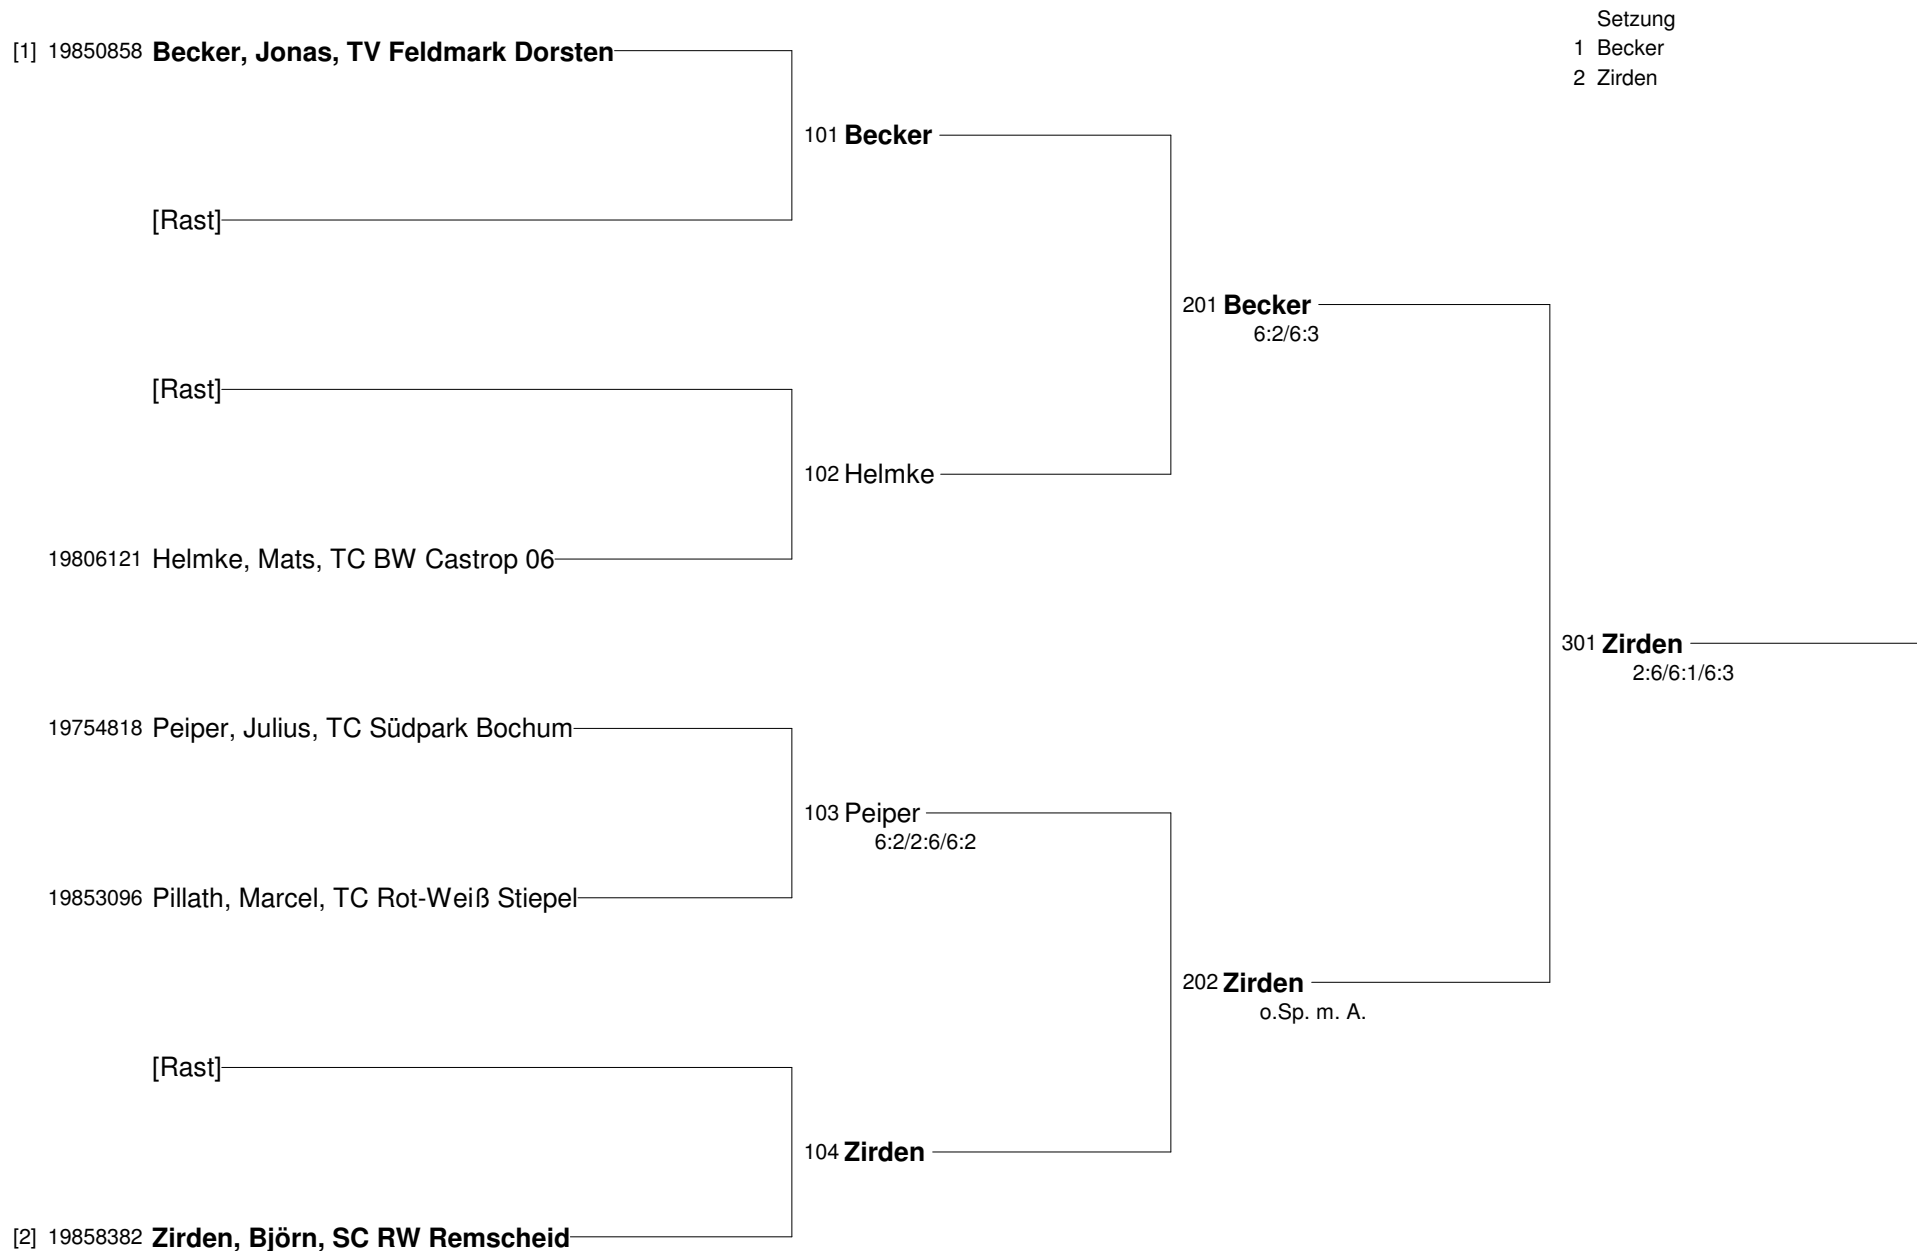 Setzung
1 Becker
2 Zirden
[1] 19850858 Becker, Jonas, TV Feldmark Dorsten
101 Becker
[Rast]
201 Becker
6:2/6:3
[Rast]
102 Helmke
19806121 Helmke, Mats, TC BW Castrop 06
301 Zirden
2:6/6:1/6:3
19754818 Peiper, Julius, TC Südpark Bochum
103 Peiper
6:2/2:6/6:2
19853096 Pillath, Marcel, TC Rot-Weiß Stiepel
202 Zirden
o.Sp. m. A.
[Rast]
104 Zirden
[2] 19858382 Zirden, Björn, SC RW Remscheid